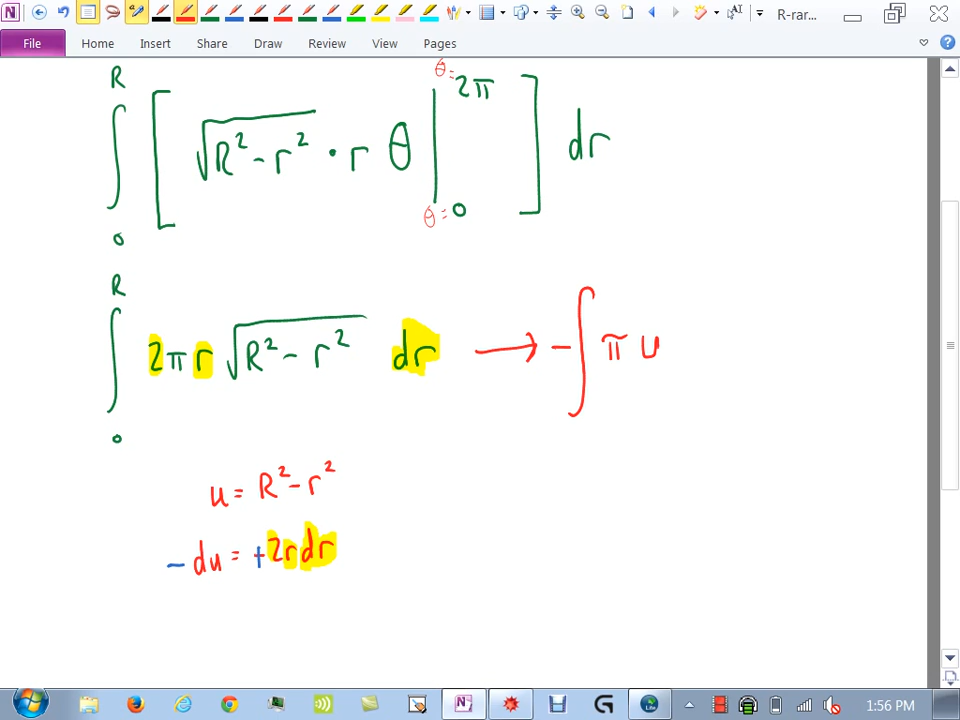 R-rar...
File Home Insert Share Draw Review View Pages
R θ= 2π
∫ [ √R²-r² · r θ | ] dr
0 θ= 0
R
∫ 2π r √R²-r² dr → -∫ π u
0
u = R²-r²
- du = +2rdr
1:56 PM